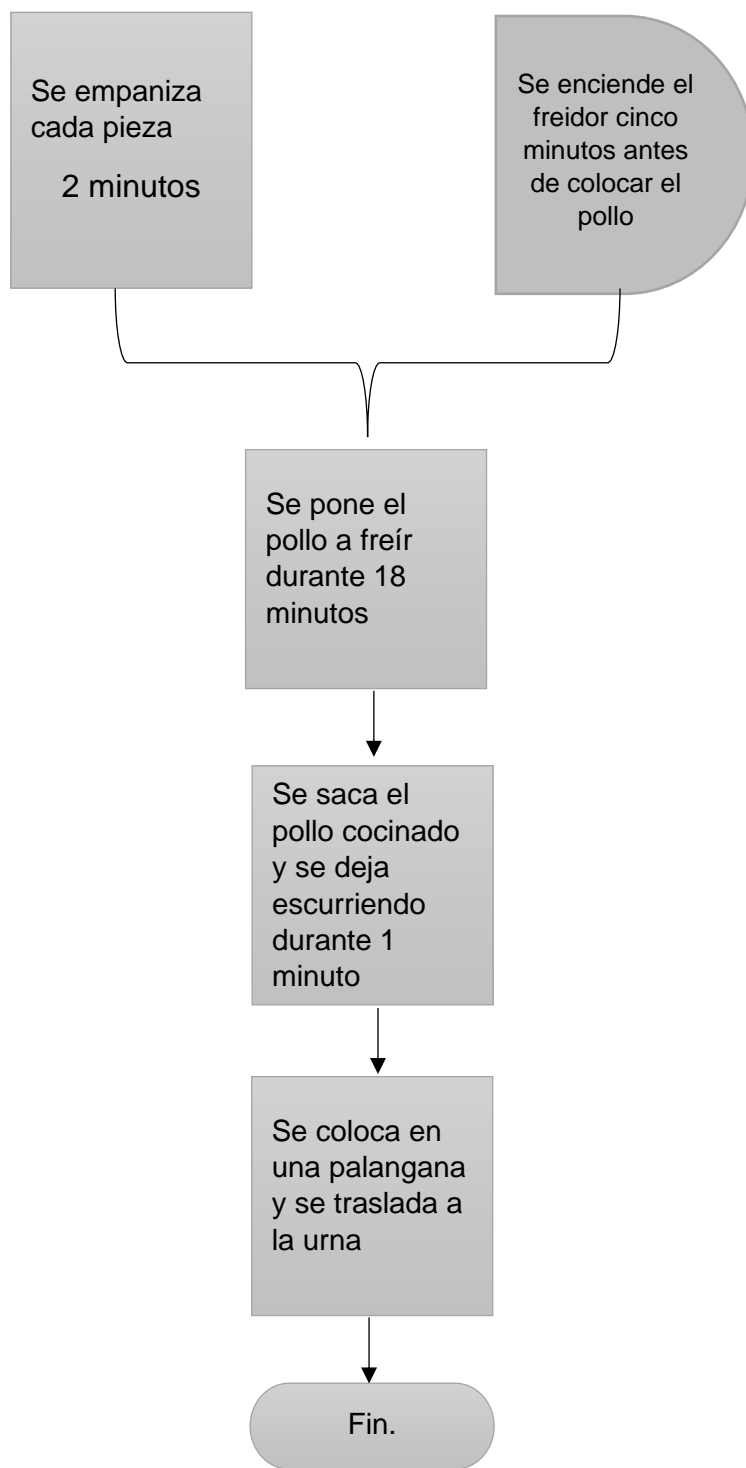 Se empaniza
cada pieza
2 minutos
Se enciende el
freidor cinco
minutos antes
de colocar el
pollo
Se pone el
pollo a freír
durante 18
minutos
Se saca el
pollo cocinado
y se deja
escurriendo
durante 1
minuto
Se coloca en
una palangana
y se traslada a
la urna
Fin.